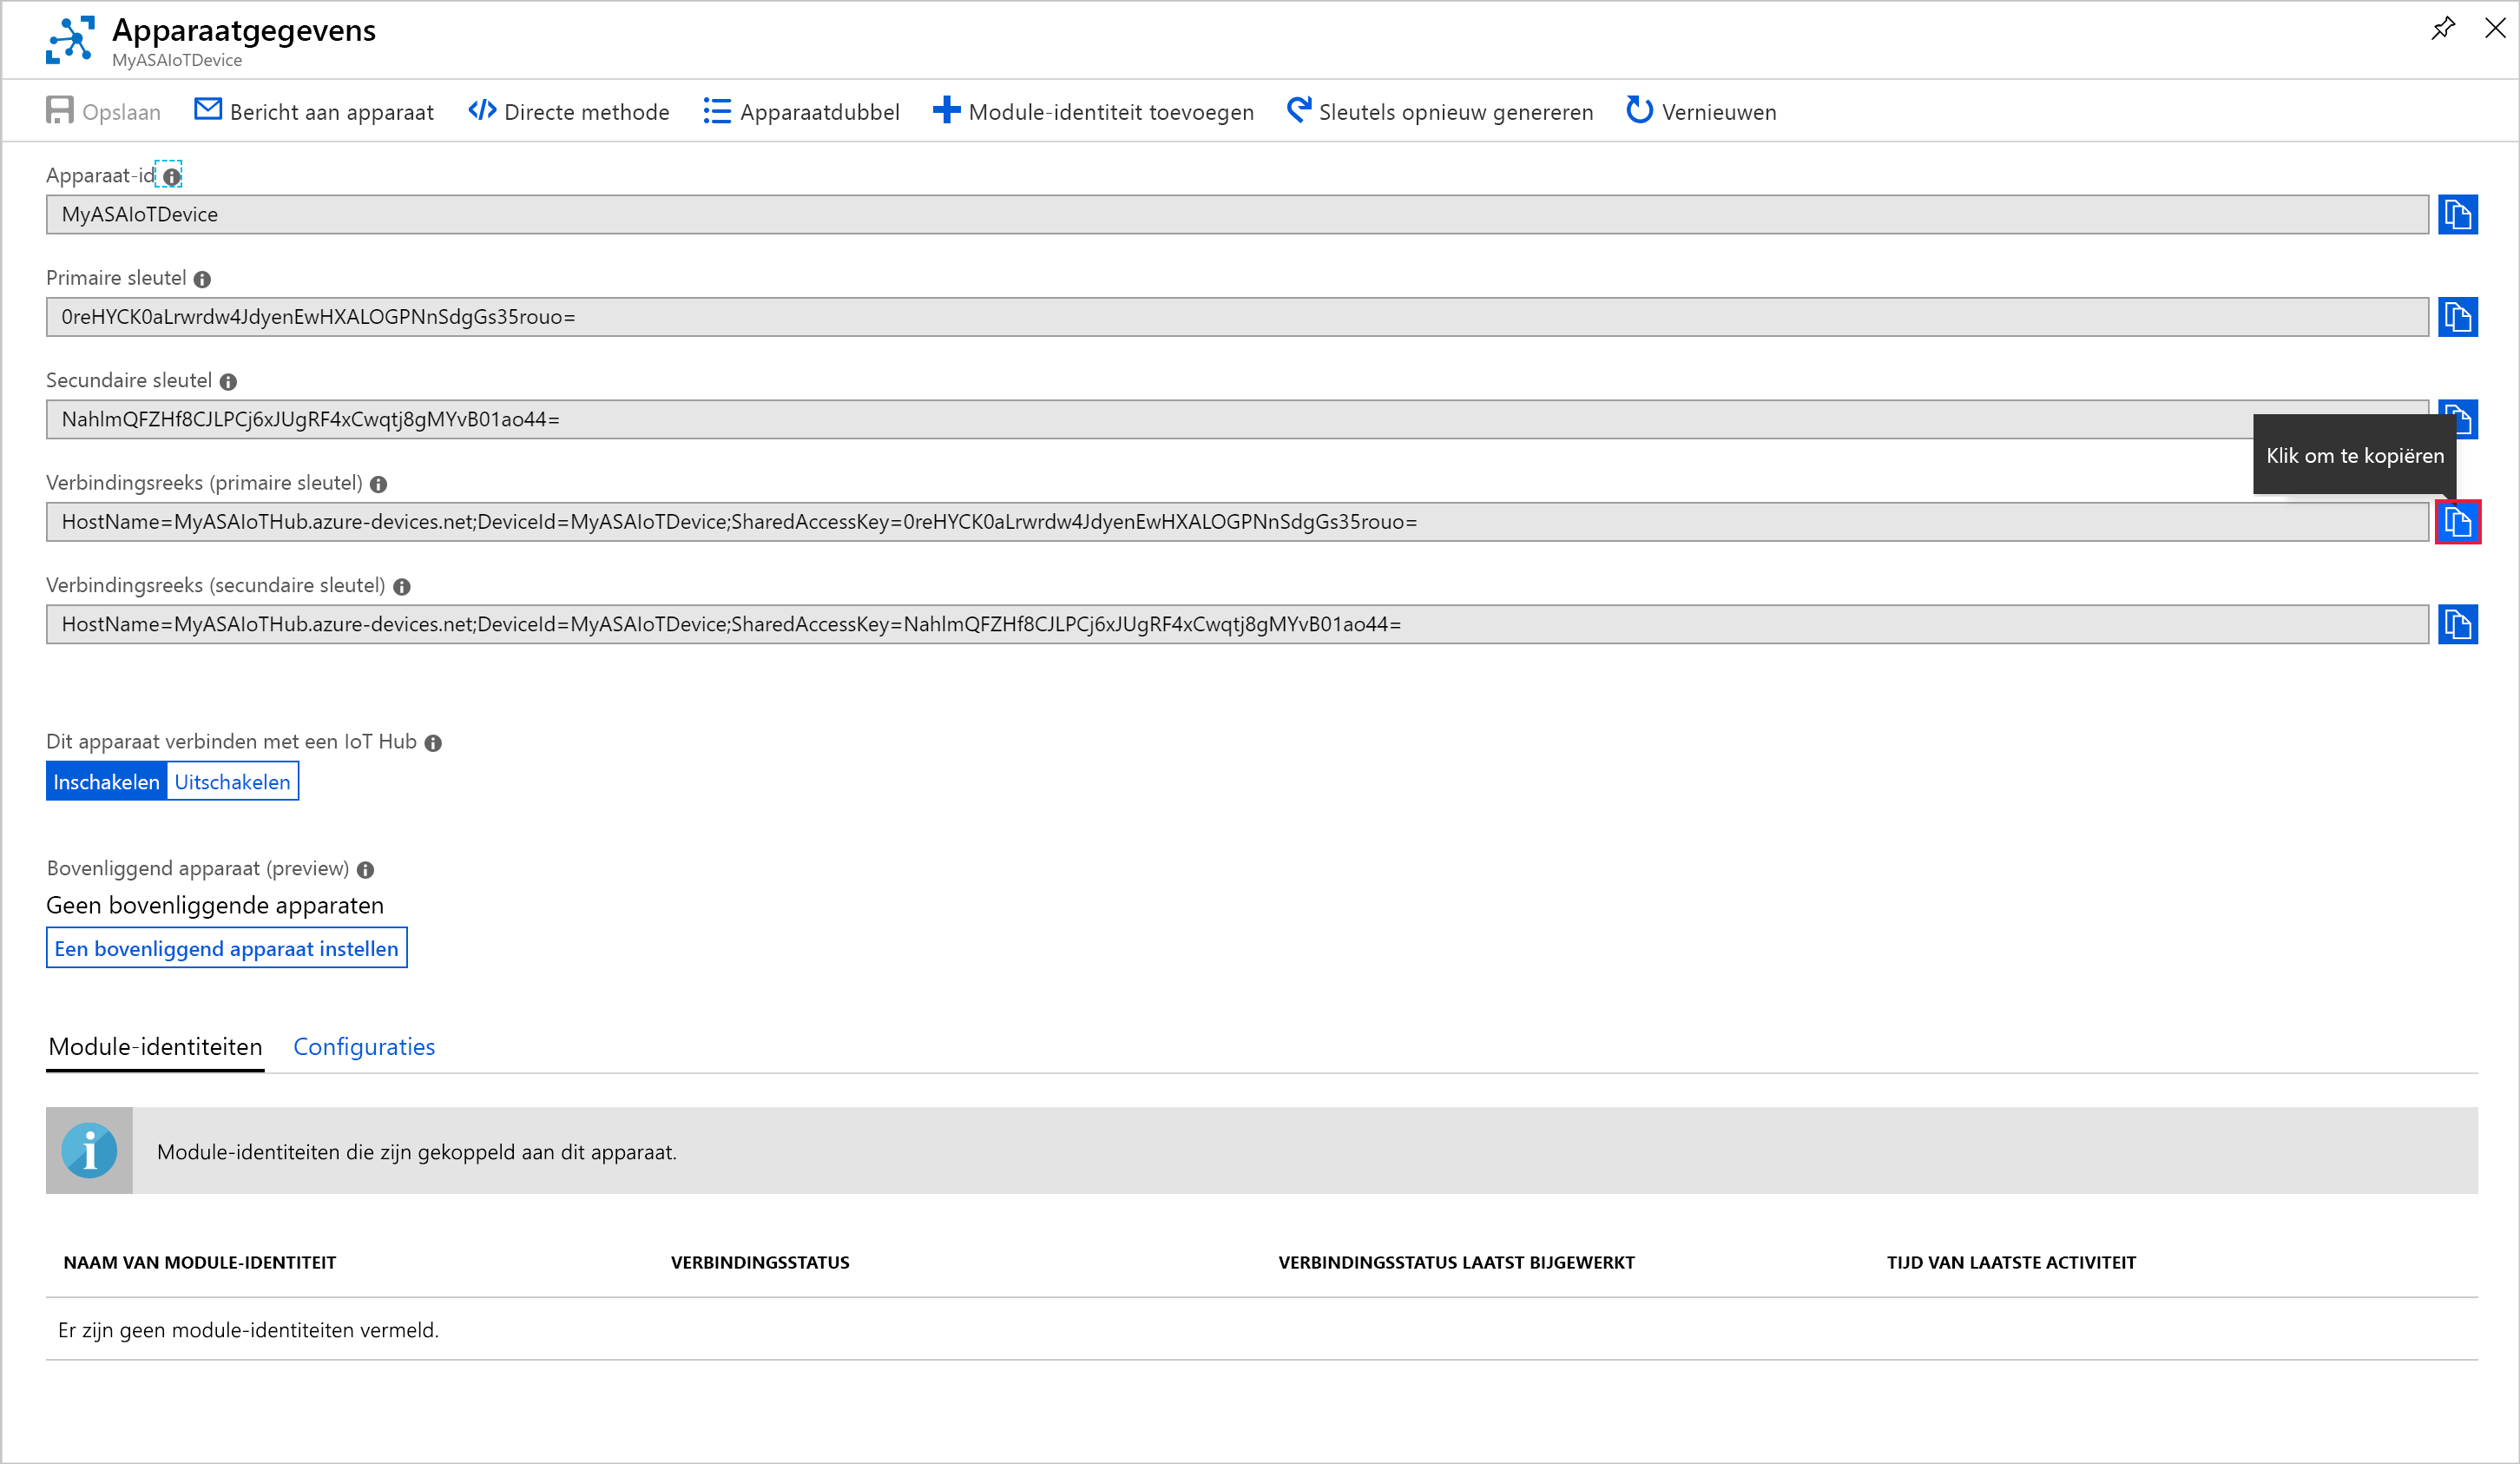 Apparaatgegevens
MyASAIoTDevice
Opslaan Bericht aan apparaat Directe methode Apparaatdubbel Module-identiteit toevoegen Sleutels opnieuw genereren Vernieuwen
Apparaat-id
MyASAIoTDevice
Primaire sleutel
0reHYCK0aLrwrdw4JdyenEwHXALOGPNnSdgGs35rouo=
Secundaire sleutel
NahlmQFZHf8CJLPCj6xJUgRF4xCwqtj8gMYvB01ao44=
Klik om te kopiëren
Verbindingsreeks (primaire sleutel)
HostName=MyASAIoTHub.azure-devices.net;DeviceId=MyASAIoTDevice;SharedAccessKey=0reHYCK0aLrwrdw4JdyenEwHXALOGPNnSdgGs35rouo=
Verbindingsreeks (secundaire sleutel)
HostName=MyASAIoTHub.azure-devices.net;DeviceId=MyASAIoTDevice;SharedAccessKey=NahlmQFZHf8CJLPCj6xJUgRF4xCwqtj8gMYvB01ao44=
Dit apparaat verbinden met een IoT Hub
Inschakelen Uitschakelen
Bovenliggend apparaat (preview)
Geen bovenliggende apparaten
Een bovenliggend apparaat instellen
Module-identiteiten Configuraties
Module-identiteiten die zijn gekoppeld aan dit apparaat.
NAAM VAN MODULE-IDENTITEIT VERBINDINGSSTATUS VERBINDINGSSTATUS LAATST BIJGEWERKT TIJD VAN LAATSTE ACTIVITEIT
Er zijn geen module-identiteiten vermeld.